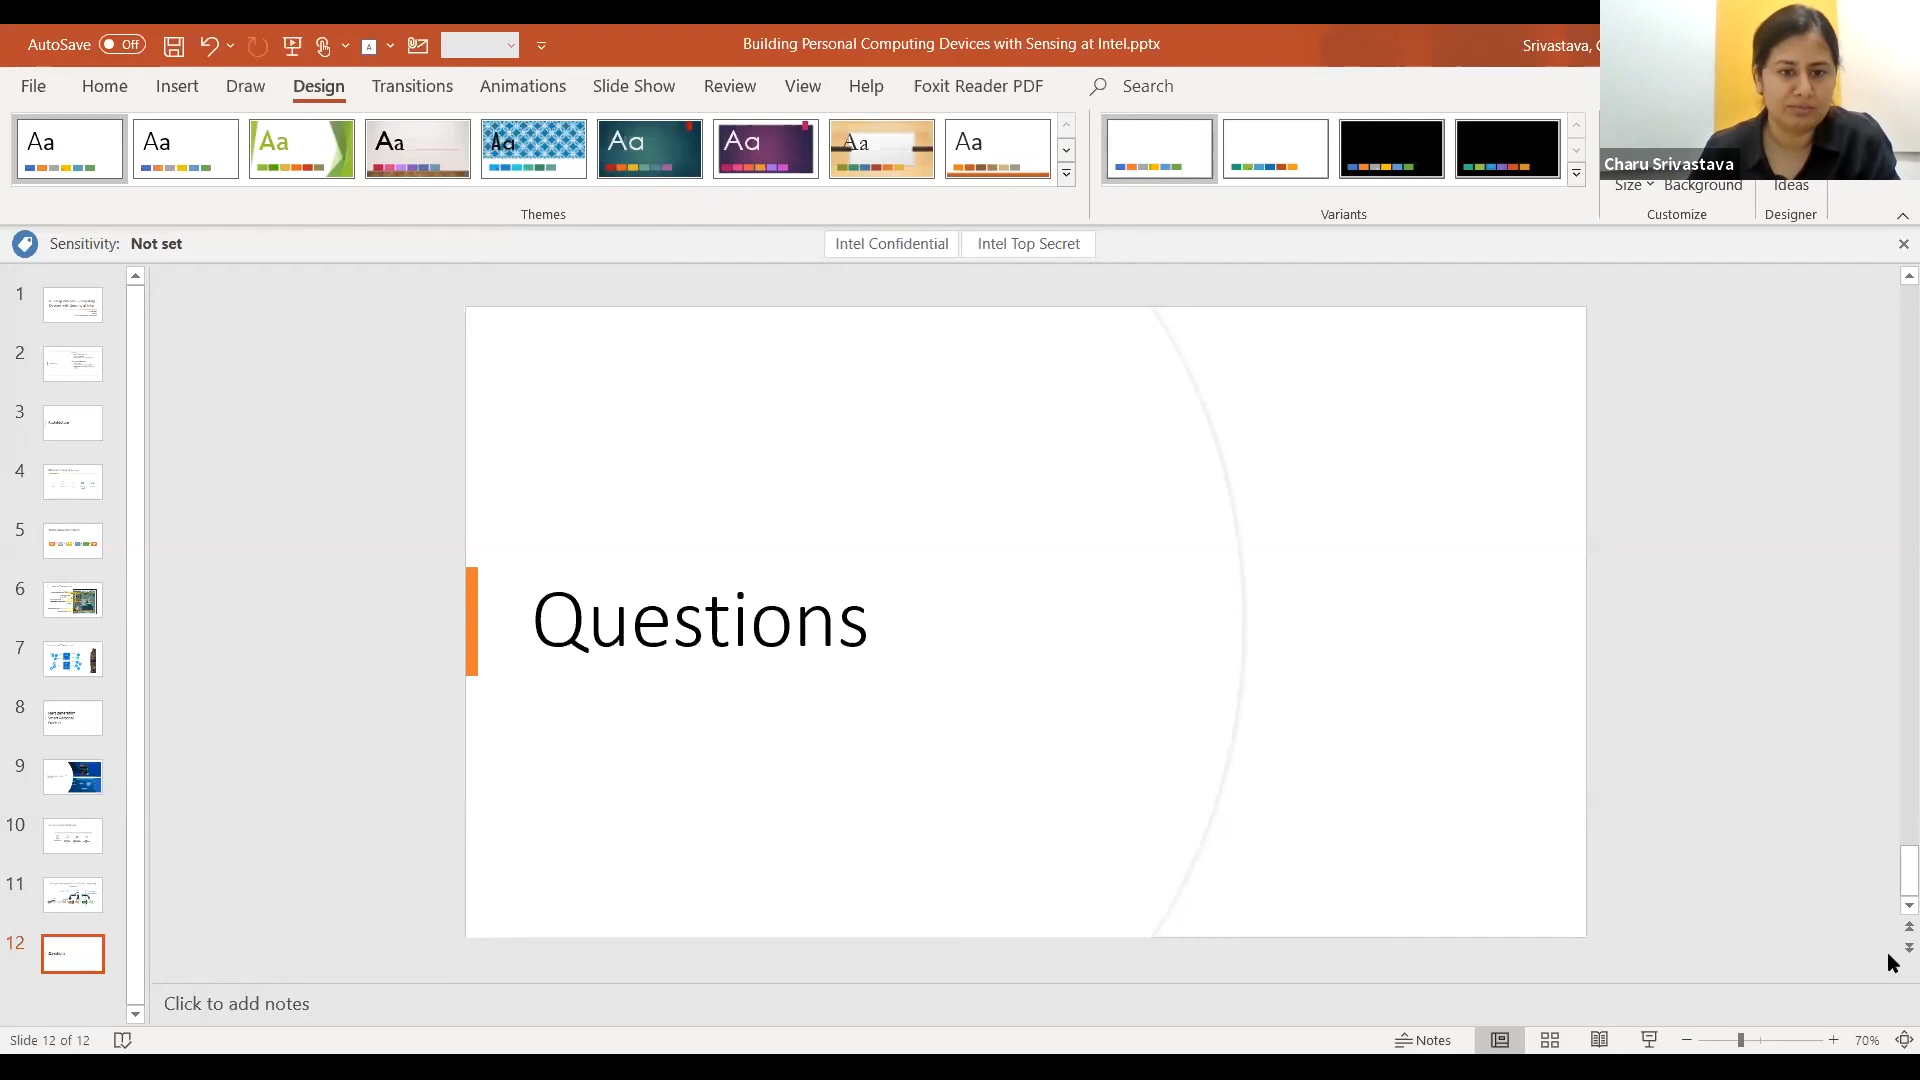 AutoSave Off
A
Building Personal Computing Devices with Sensing at Intel.pptx
Srivastava,
File Home Insert Draw Design Transitions Animations Slide Show Review View Help Foxit Reader PDF Search
Aa Aa Aa Aa Aa Aa Aa Aa Aa
Charu Srivastava
Size Background Ideas
Themes Variants Customize Designer
Sensitivity: Not set Intel Confidential Intel Top Secret
1
2
3
4
5
6
7
8
9
10
11
12
Questions
Click to add notes
Slide 12 of 12 Notes 70%